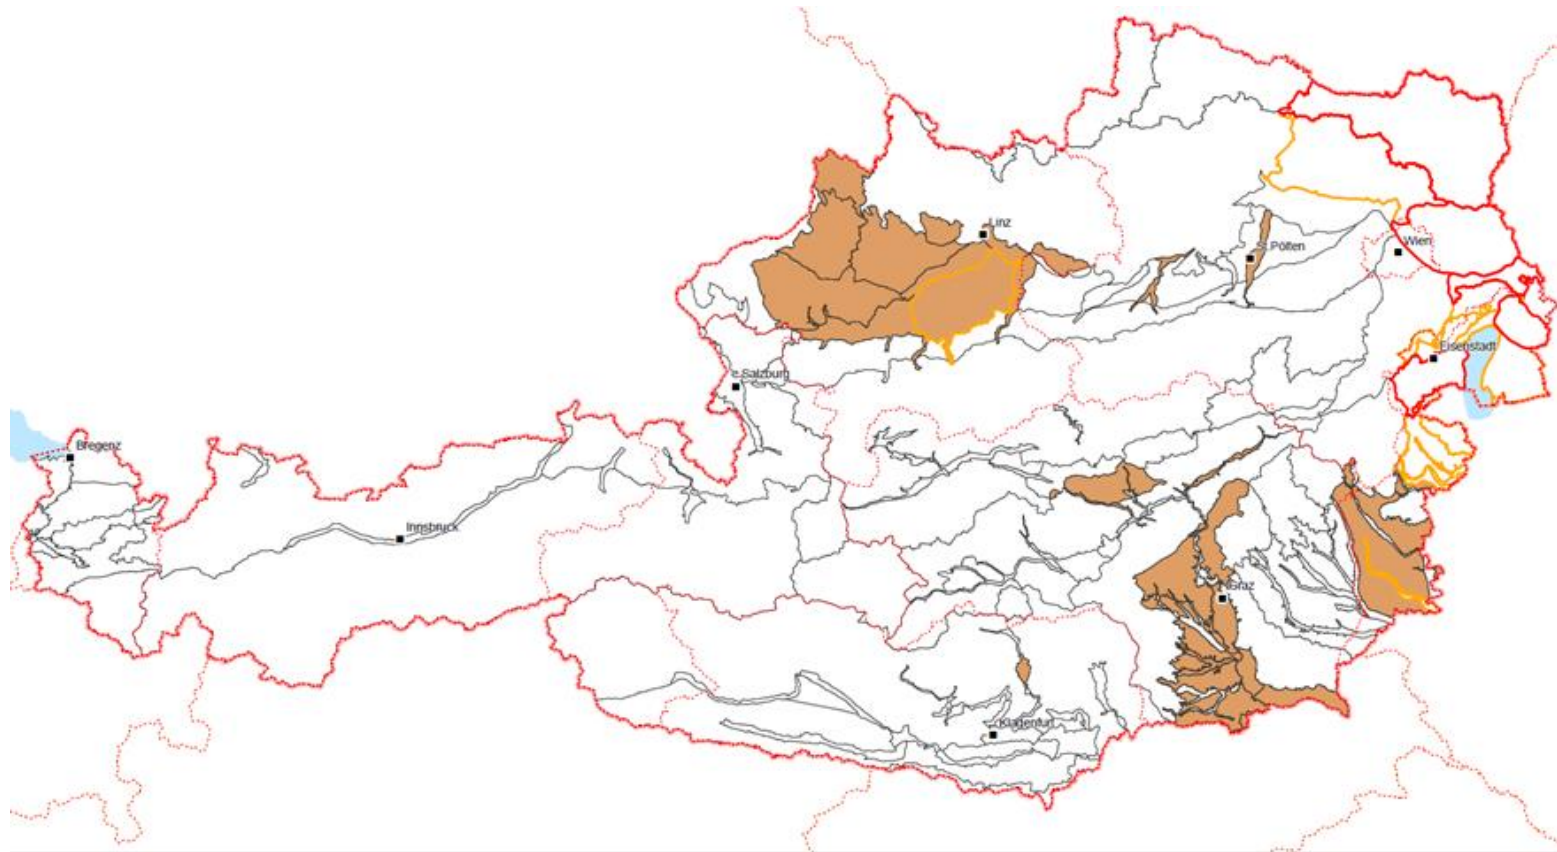 Linz
St. Pölten
Wien
Eisenstadt
Salzburg
Bregenz
Innsbruck
Graz
Klagenfurt